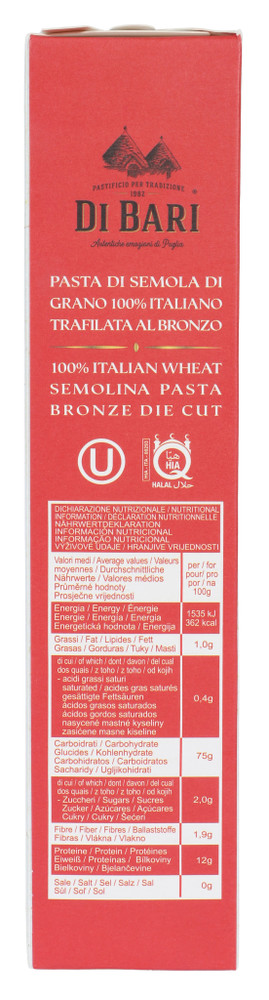 PASTIFICIO PER TRADIZIONE
DI BARI
®
Autentiche emozioni di Puglia
PASTA DI SEMOLA DI
GRANO 100% ITALIANO
TRAFILATA AL BRONZO
100% ITALIAN WHEAT
SEMOLINA PASTA
BRONZE DIE CUT
U
HIA
HALAL حلال
DICHIARAZIONE NUTRIZIONALE / NUTRITIONAL
INFORMATION / DÉCLARATION NUTRITIONNELLE
NÄHRWERTDEKLARATION
INFORMACIÓN NUTRICIONAL
INFORMAÇÃO NUTRICIONAL
VÝŽIVOVÉ ÚDAJE / HRANJIVE VRIJEDNOSTI
Valori medi / Average values / Valeurs
moyennes / Durchschnittliche
Nährwerte / Valores médios
Průměrné hodnoty
Prosječne vrijednosti
per / for
pour/ pro
por / na
100g
Energia / Energy / Énergie
Energie / Energía / Energia
Energetická hodnota / Energija
1535 kJ
362 kcal
Grassi / Fat / Lipides / Fett
Grasas / Gorduras / Tuky / Masti
1,0g
di cui / of which / dont / davon / del cual
dos quais / z toho / z toho / od kojih
- acidi grassi saturi
saturated / acides gras saturés
gesättigte Fettsäuren
ácidos grasos saturados
ácidos gordos saturados
nasycené mastné kyseliny
zasićene masne kiseline
0,4g
Carboidrati / Carbohydrate
Glucides / Kohlenhydrate
Carbohidratos / Carboidratos
Sacharidy / Ugljikohidrati
75g
di cui / of which / dont / davon / del cual
dos quais / z toho / z toho / od kojih
- Zuccheri / Sugars / Sucres
Zucker / Azúcares / Açúcares
Cukry / Cukry / Šećeri
2,0g
Fibre / Fiber / Fibres / Ballaststoffe
Fibras / Vláknina / Vlakno
1,9g
Proteine / Protein / Protéines
Eiweiß / Proteínas / Bílkoviny
Bielkoviny / Bjelančevine
12g
Sale / Salt / Sel / Salz / Sal
Sůl / Soľ / Sol
0g